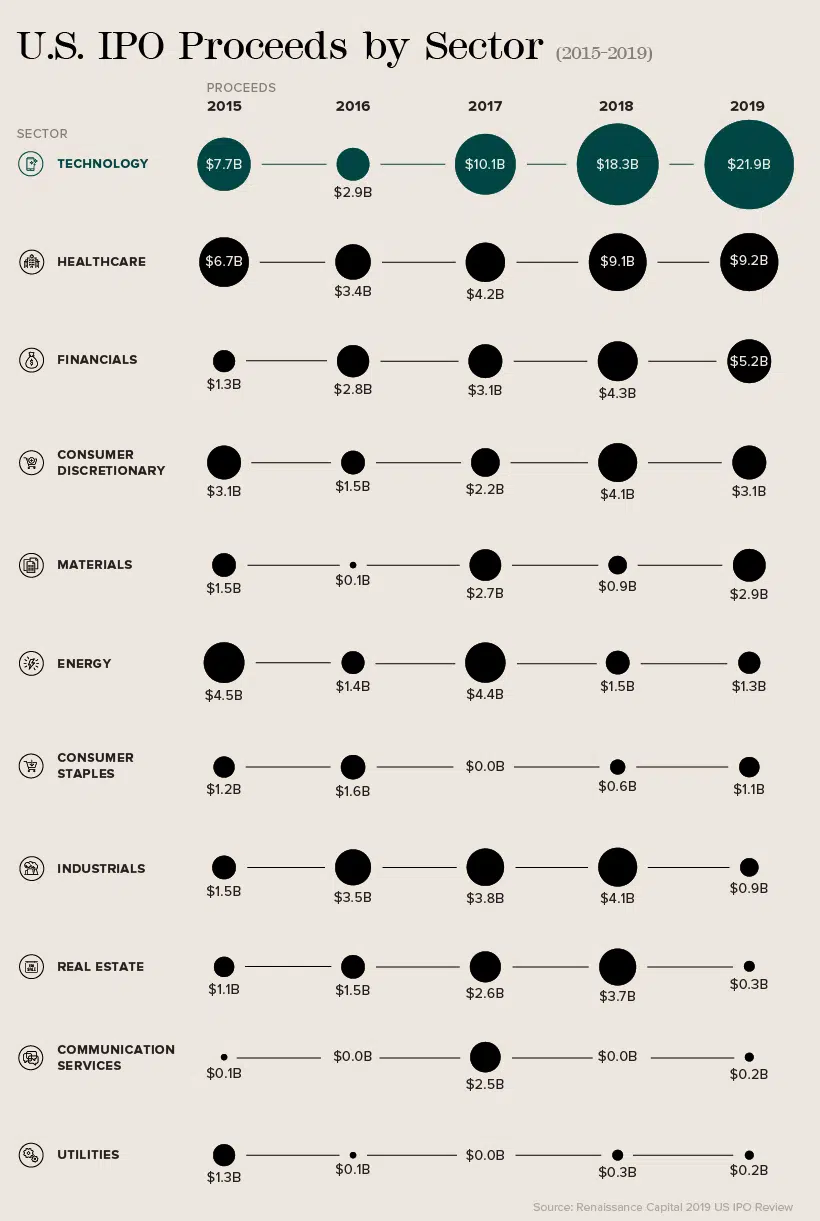 U.S. IPO Proceeds by Sector (2015-2019)
PROCEEDS
2015 2016 2017 2018 2019
SECTOR
TECHNOLOGY $7.7B $2.9B $10.1B $18.3B $21.9B
HEALTHCARE $6.7B $3.4B $4.2B $9.1B $9.2B
FINANCIALS $1.3B $2.8B $3.1B $4.3B $5.2B
CONSUMER
DISCRETIONARY $3.1B $1.5B $2.2B $4.1B $3.1B
MATERIALS $1.5B $0.1B $2.7B $0.9B $2.9B
ENERGY $4.5B $1.4B $4.4B $1.5B $1.3B
CONSUMER
STAPLES $1.2B $1.6B $0.0B $0.6B $1.1B
INDUSTRIALS $1.5B $3.5B $3.8B $4.1B $0.9B
REAL ESTATE $1.1B $1.5B $2.6B $3.7B $0.3B
COMMUNICATION
SERVICES $0.1B $0.0B $2.5B $0.0B $0.2B
UTILITIES $1.3B $0.1B $0.0B $0.3B $0.2B
Source: Renaissance Capital 2019 US IPO Review